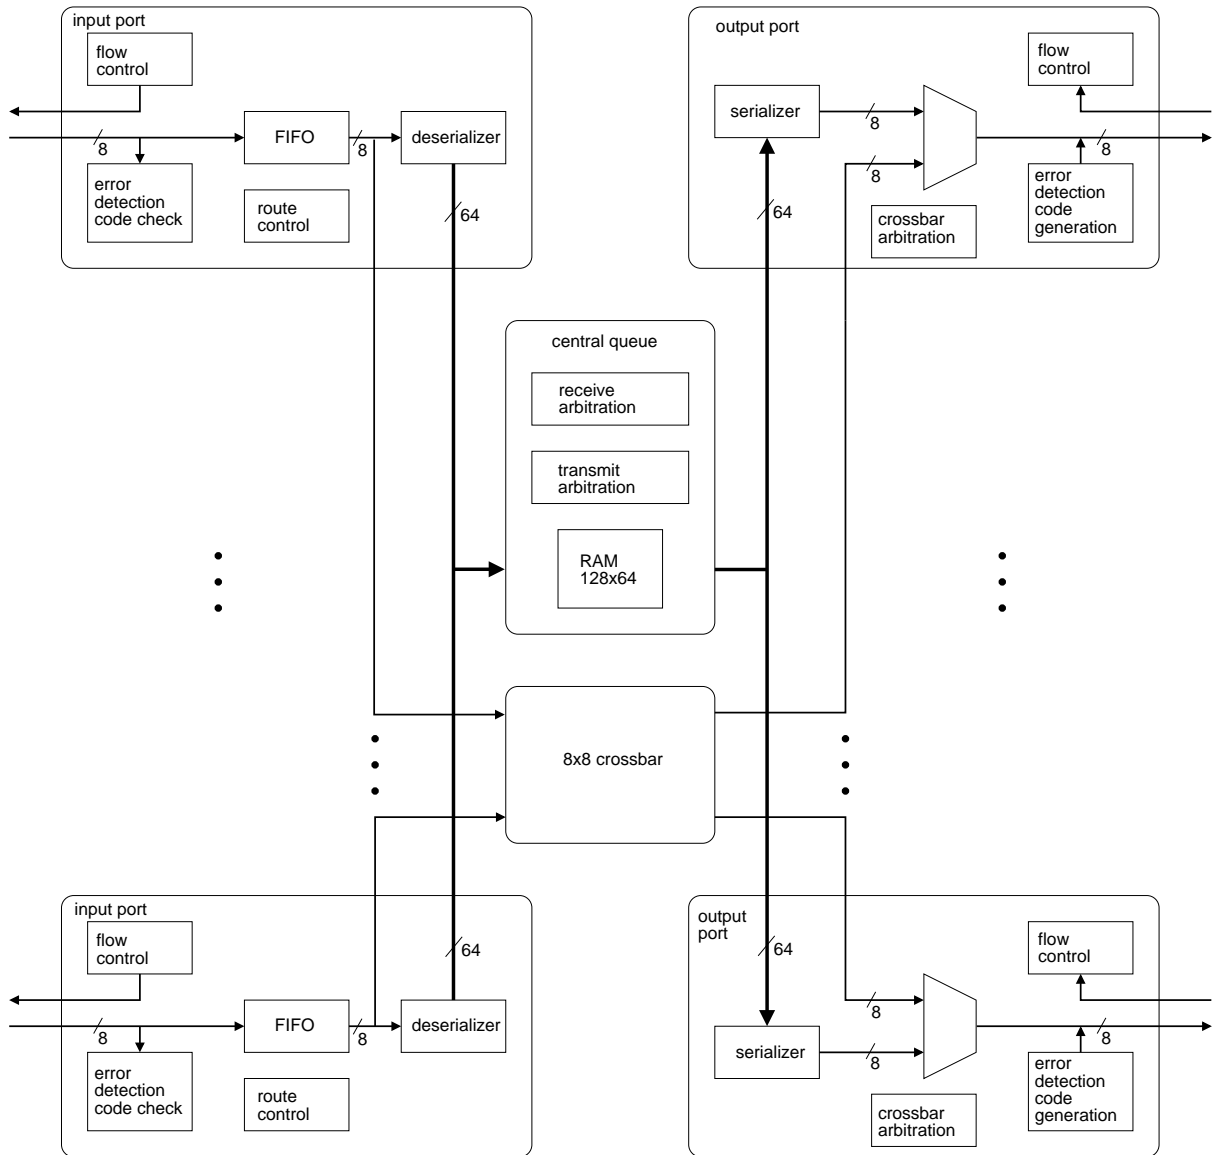 input port
flow
control
8
FIFO
8
deserializer
error
detection
code check
route
control
64
output port
flow
control
serializer
8
8
8
error
detection
code
generation
64
crossbar
arbitration
central queue
receive
arbitration
transmit
arbitration
RAM
128x64
8x8 crossbar
input port
flow
control
64
8
FIFO
8
deserializer
error
detection
code check
route
control
output
port
flow
control
64
8
serializer
8
8
error
detection
code
generation
crossbar
arbitration